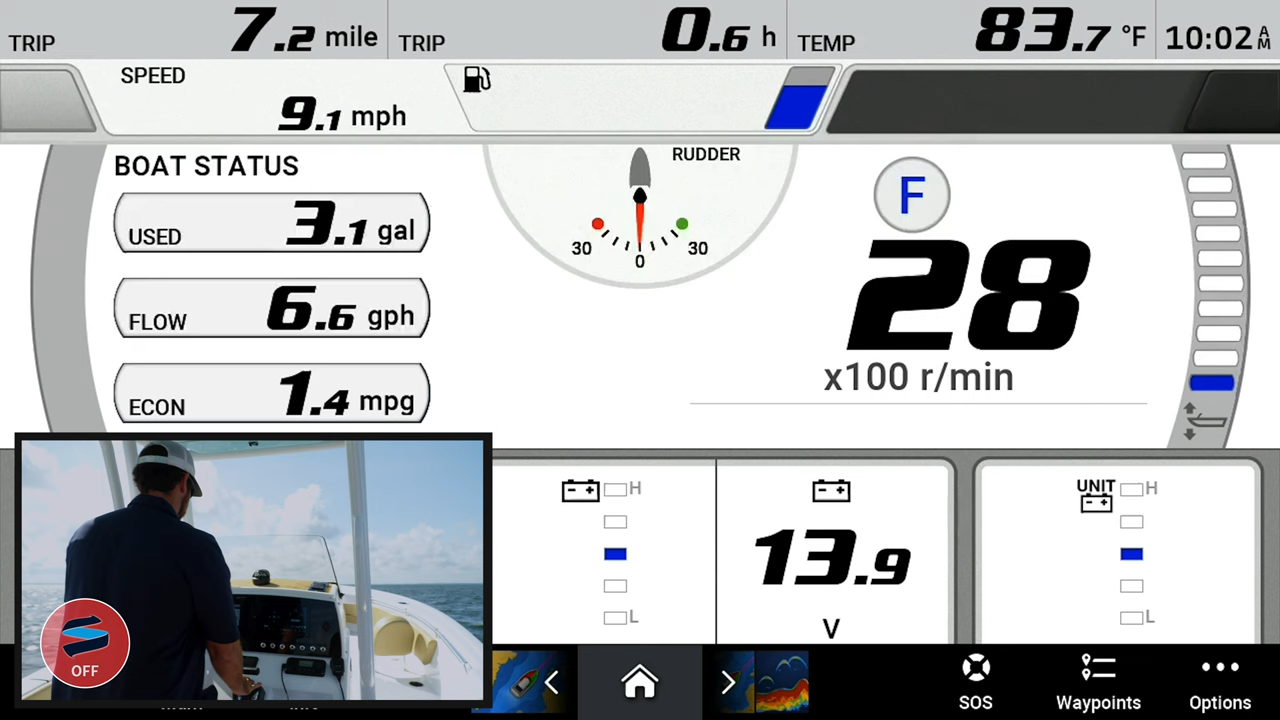 TRIP 7.2 mile TRIP 0.6 h TEMP 83.7 °F 10:02 AM
SPEED
9.1 mph
BOAT STATUS
USED 3.1 gal
FLOW 6.6 gph
ECON 1.4 mpg
RUDDER
30 0 30
F
28
x100 r/min
H
L
13.9
V
UNIT
H
L
OFF
SOS
Waypoints
Options